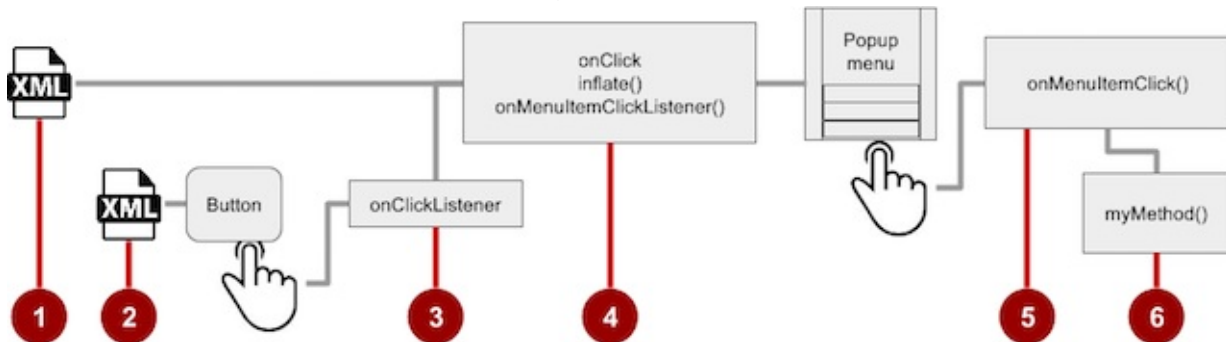 XML
onClick
inflate()
onMenuItemClickListener()
Popup
menu
onMenuItemClick()
XML
Button
onClickListener
myMethod()
1
2
3
4
5
6